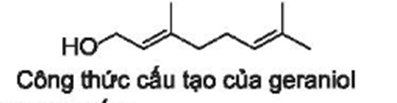 HO
Công thức cấu tạo của geraniol